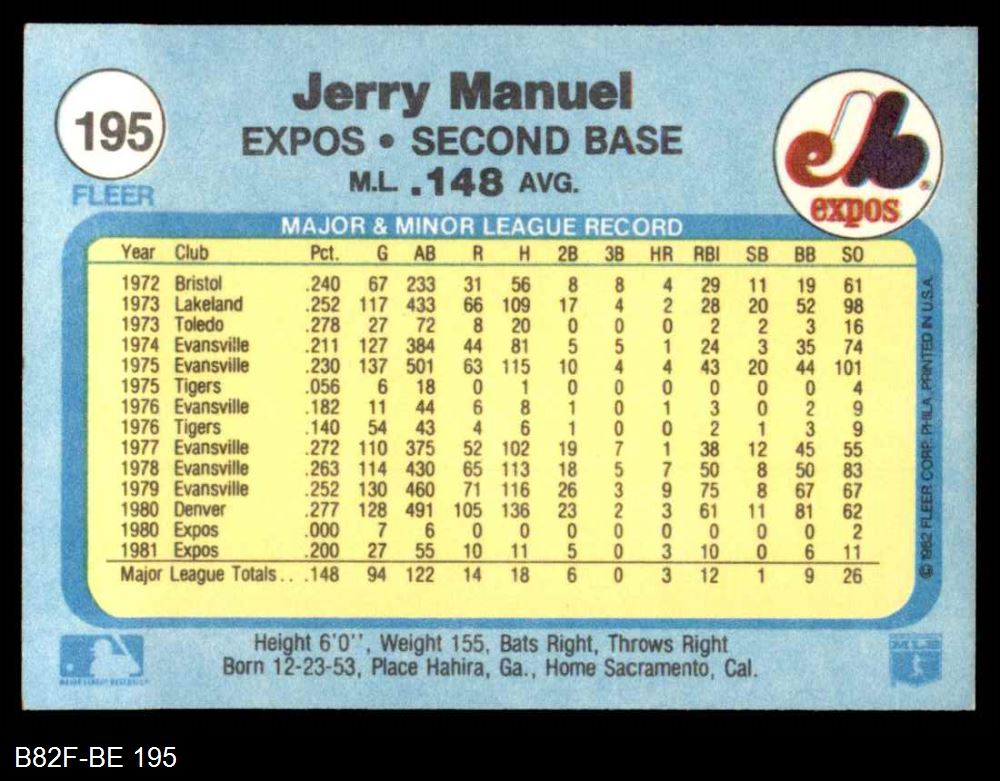 195
FLEER
Jerry Manuel
EXPOS • SECOND BASE
M.L. .148 AVG.
expos
MAJOR & MINOR LEAGUE RECORD
Year Club Pct. G AB R H 2B 3B HR RBI SB BB SO
1972 Bristol .240 67 233 31 56 8 8 4 29 11 19 61
1973 Lakeland .252 117 433 66 109 17 4 2 28 20 52 98
1973 Toledo .278 27 72 8 20 0 0 0 2 2 3 16
1974 Evansville .211 127 384 44 81 5 5 1 24 3 35 74
1975 Evansville .230 137 501 63 115 10 4 4 43 20 44 101
1975 Tigers .056 6 18 0 1 0 0 0 0 0 0 4
1976 Evansville .182 11 44 6 8 1 0 1 3 0 2 9
1976 Tigers .140 54 43 4 6 1 0 0 2 1 3 9
1977 Evansville .272 110 375 52 102 19 7 1 38 12 45 55
1978 Evansville .263 114 430 65 113 18 5 7 50 8 50 83
1979 Evansville .252 130 460 71 116 26 3 9 75 8 67 67
1980 Denver .277 128 491 105 136 23 2 3 61 11 81 62
1980 Expos .000 7 6 0 0 0 0 0 0 0 0 2
1981 Expos .200 27 55 10 11 5 0 3 10 0 6 11
Major League Totals. . .148 94 122 14 18 6 0 3 12 1 9 26
© 1982 FLEER CORP. PHILA. PRINTED IN U.S.A.
Height 6'0'', Weight 155, Bats Right, Throws Right
Born 12-23-53, Place Hahira, Ga., Home Sacramento, Cal.
MAJOR LEAGUE BASEBALL
B82F-BE 195